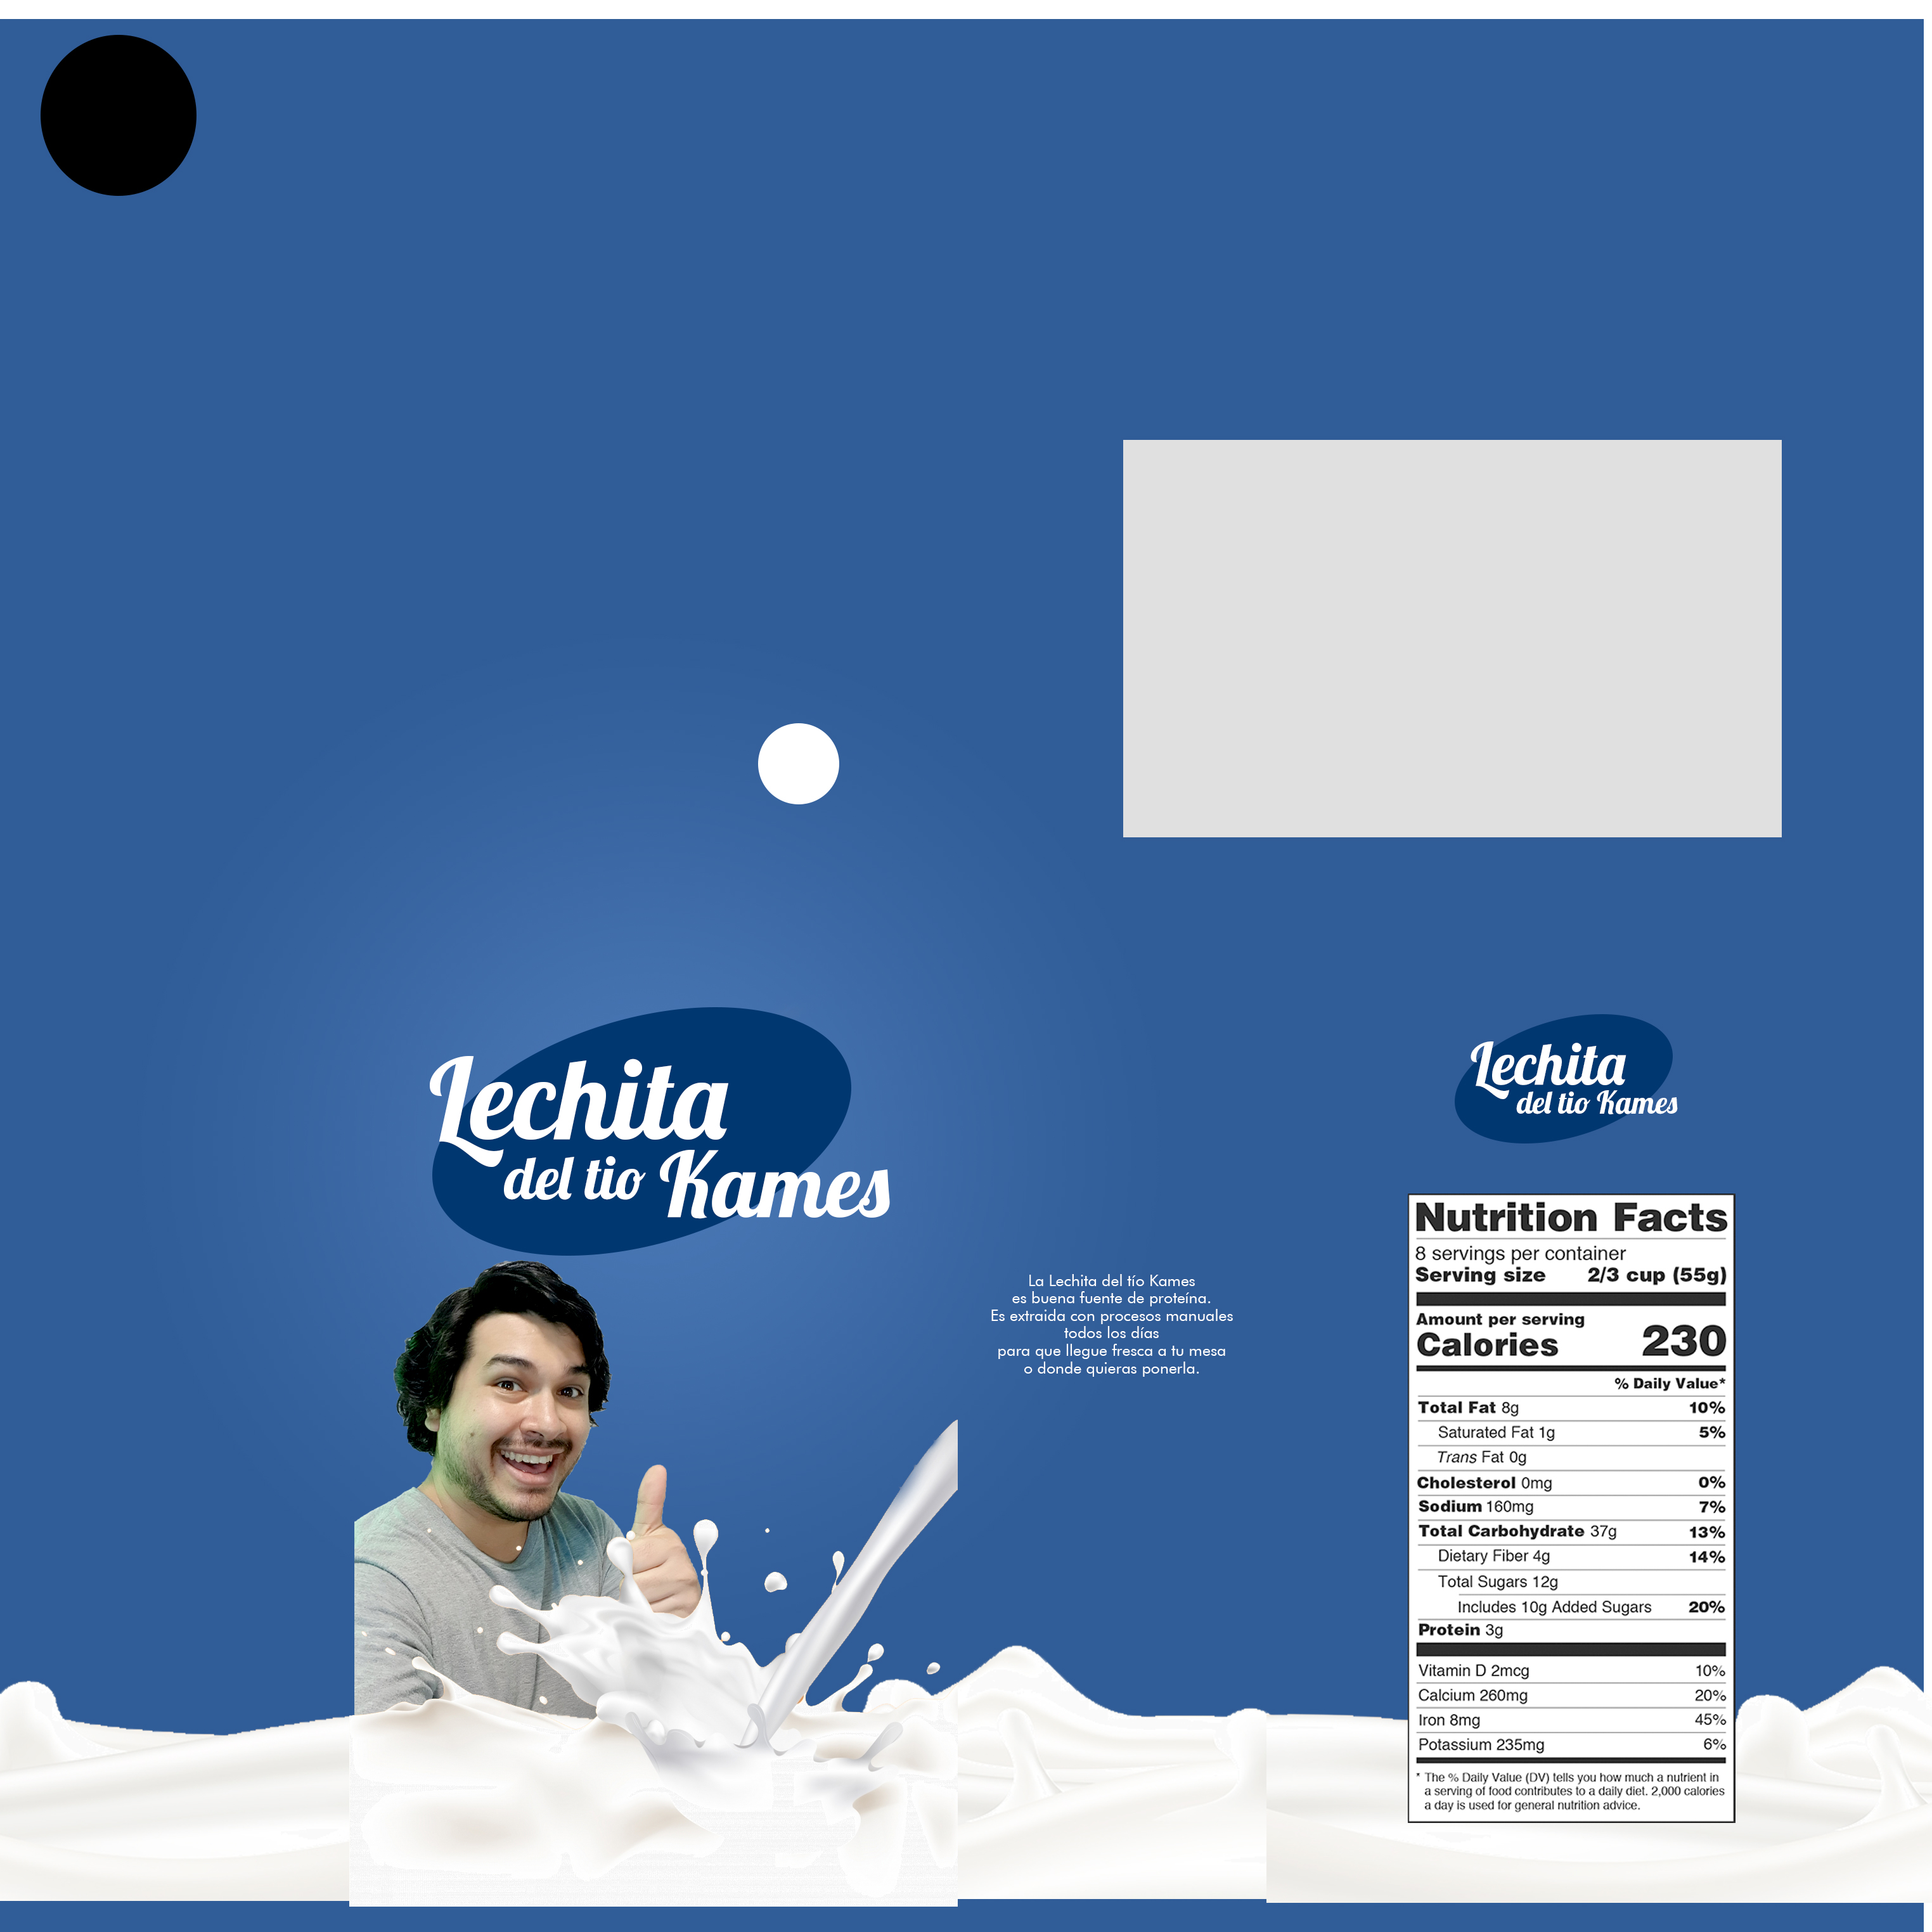 Lechita
del tio Kames
La Lechita del tío Kames
es buena fuente de proteína.
Es extraida con procesos manuales
todos los días
para que llegue fresca a tu mesa
o donde quieras ponerla.
Lechita
del tio Kames
Nutrition Facts
8 servings per container
Serving size 2/3 cup (55g)
Amount per serving
Calories 230
% Daily Value*
Total Fat 8g 10%
Saturated Fat 1g 5%
Trans Fat 0g
Cholesterol 0mg 0%
Sodium 160mg 7%
Total Carbohydrate 37g 13%
Dietary Fiber 4g 14%
Total Sugars 12g
Includes 10g Added Sugars 20%
Protein 3g
Vitamin D 2mcg 10%
Calcium 260mg 20%
Iron 8mg 45%
Potassium 235mg 6%
* The % Daily Value (DV) tells you how much a nutrient in
a serving of food contributes to a daily diet. 2,000 calories
a day is used for general nutrition advice.